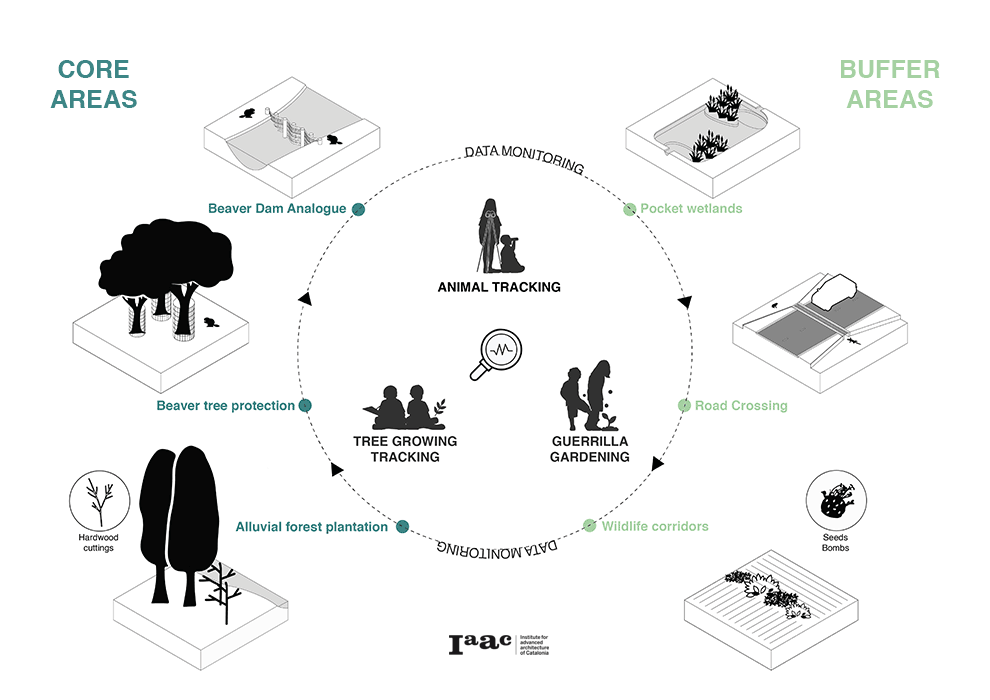 CORE
AREAS
BUFFER
AREAS
DATA MONITORING
Beaver Dam Analogue
Pocket wetlands
ANIMAL TRACKING
Beaver tree protection
Road Crossing
TREE GROWING
TRACKING
GUERRILLA
GARDENING
Hardwood
cuttings
Alluvial forest plantation
Wildlife corridors
Seeds
Bombs
DATA MONITORING
Iaac
Institute for
advanced
architecture
of Catalonia